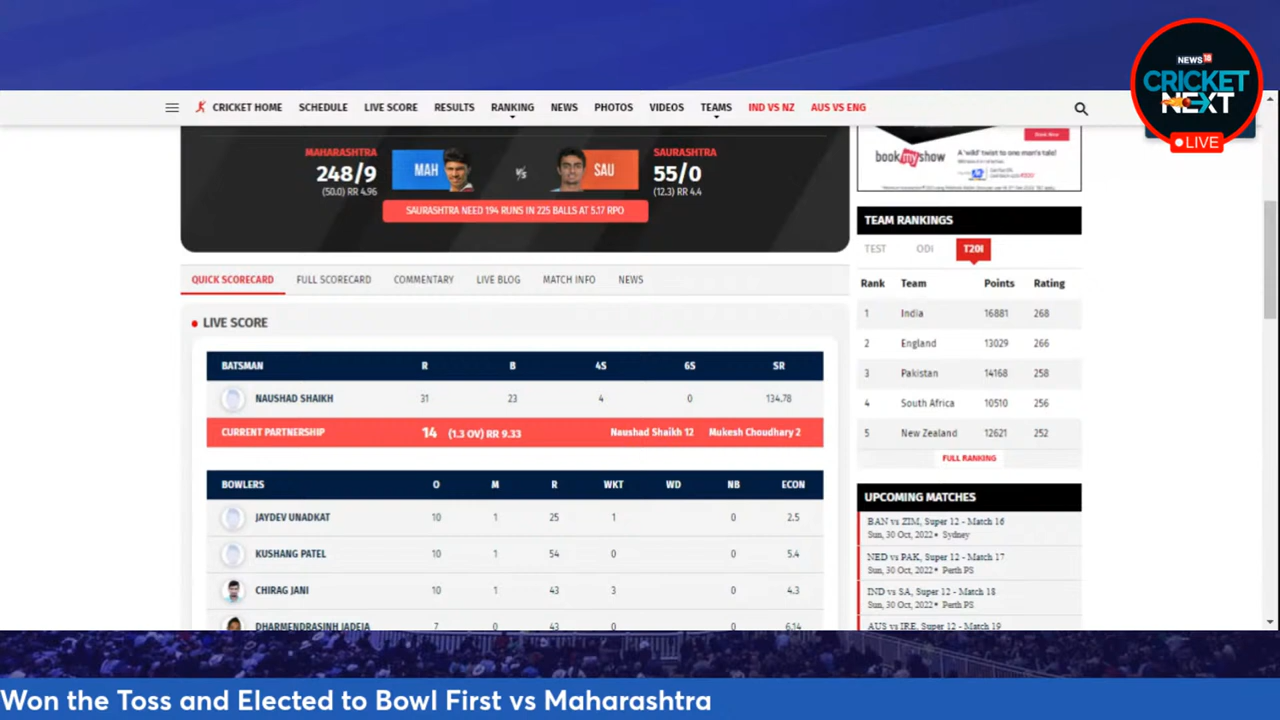 NEWS18
CRICKET
NEXT
LIVE
CRICKET HOME SCHEDULE LIVE SCORE RESULTS RANKING NEWS PHOTOS VIDEOS TEAMS IND VS NZ AUS VS ENG
MAHARASHTRA
248/9
(50.0) RR 4.96
MAH
V/S
SAU
SAURASHTRA
55/0
(12.3) RR 4.4
SAURASHTRA NEED 194 RUNS IN 225 BALLS AT 5.17 RPO
Book Now
bookmyshow
A 'wild' twist to one man's tale!
QUICK SCORECARD FULL SCORECARD COMMENTARY LIVE BLOG MATCH INFO NEWS
LIVE SCORE
BATSMAN R B 4S 6S SR
NAUSHAD SHAIKH 31 23 4 0 134.78
CURRENT PARTNERSHIP 14 (1.3 OV) RR 9.33 Naushad Shaikh 12 Mukesh Choudhary 2
BOWLERS O M R WKT WD NB ECON
JAYDEV UNADKAT 10 1 25 1 0 2.5
KUSHANG PATEL 10 1 54 0 0 5.4
CHIRAG JANI 10 1 43 3 0 4.3
DHARMENDRASINH JADEJA 7 0 43 0 0 6.14
TEAM RANKINGS
TEST ODI T20I
Rank Team Points Rating
1 India 16881 268
2 England 13029 266
3 Pakistan 14168 258
4 South Africa 10510 256
5 New Zealand 12621 252
FULL RANKING
UPCOMING MATCHES
BAN vs ZIM, Super 12 - Match 16
Sun, 30 Oct, 2022• Sydney
NED vs PAK, Super 12 - Match 17
Sun, 30 Oct, 2022• Perth PS
IND vs SA, Super 12 - Match 18
Sun, 30 Oct, 2022• Perth PS
AUS vs IRE, Super 12 - Match 19
Won the Toss and Elected to Bowl First vs Maharashtra